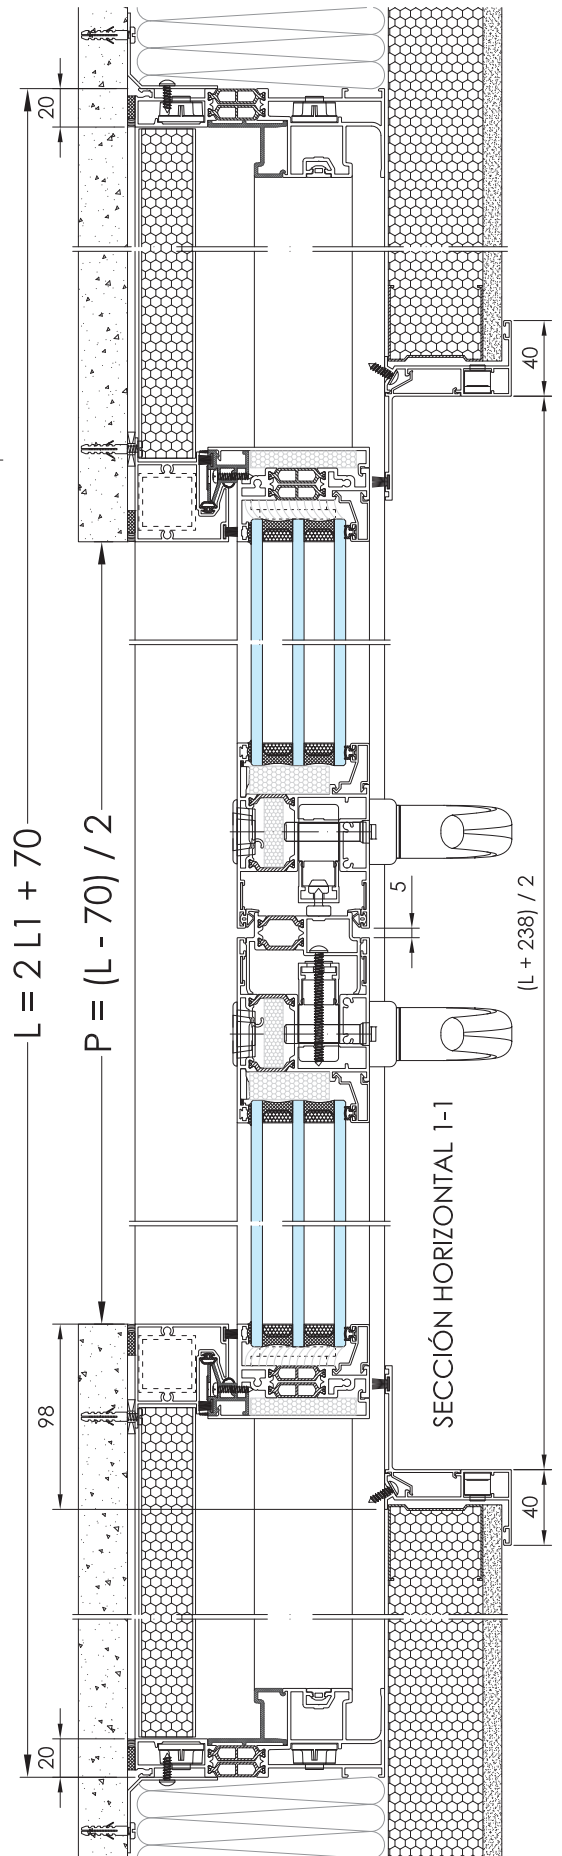 20
L = 2 L1 + 70
P = (L - 70) / 2
40
5
(L + 238) / 2
SECCIÓN HORIZONTAL 1-1
98
40
20